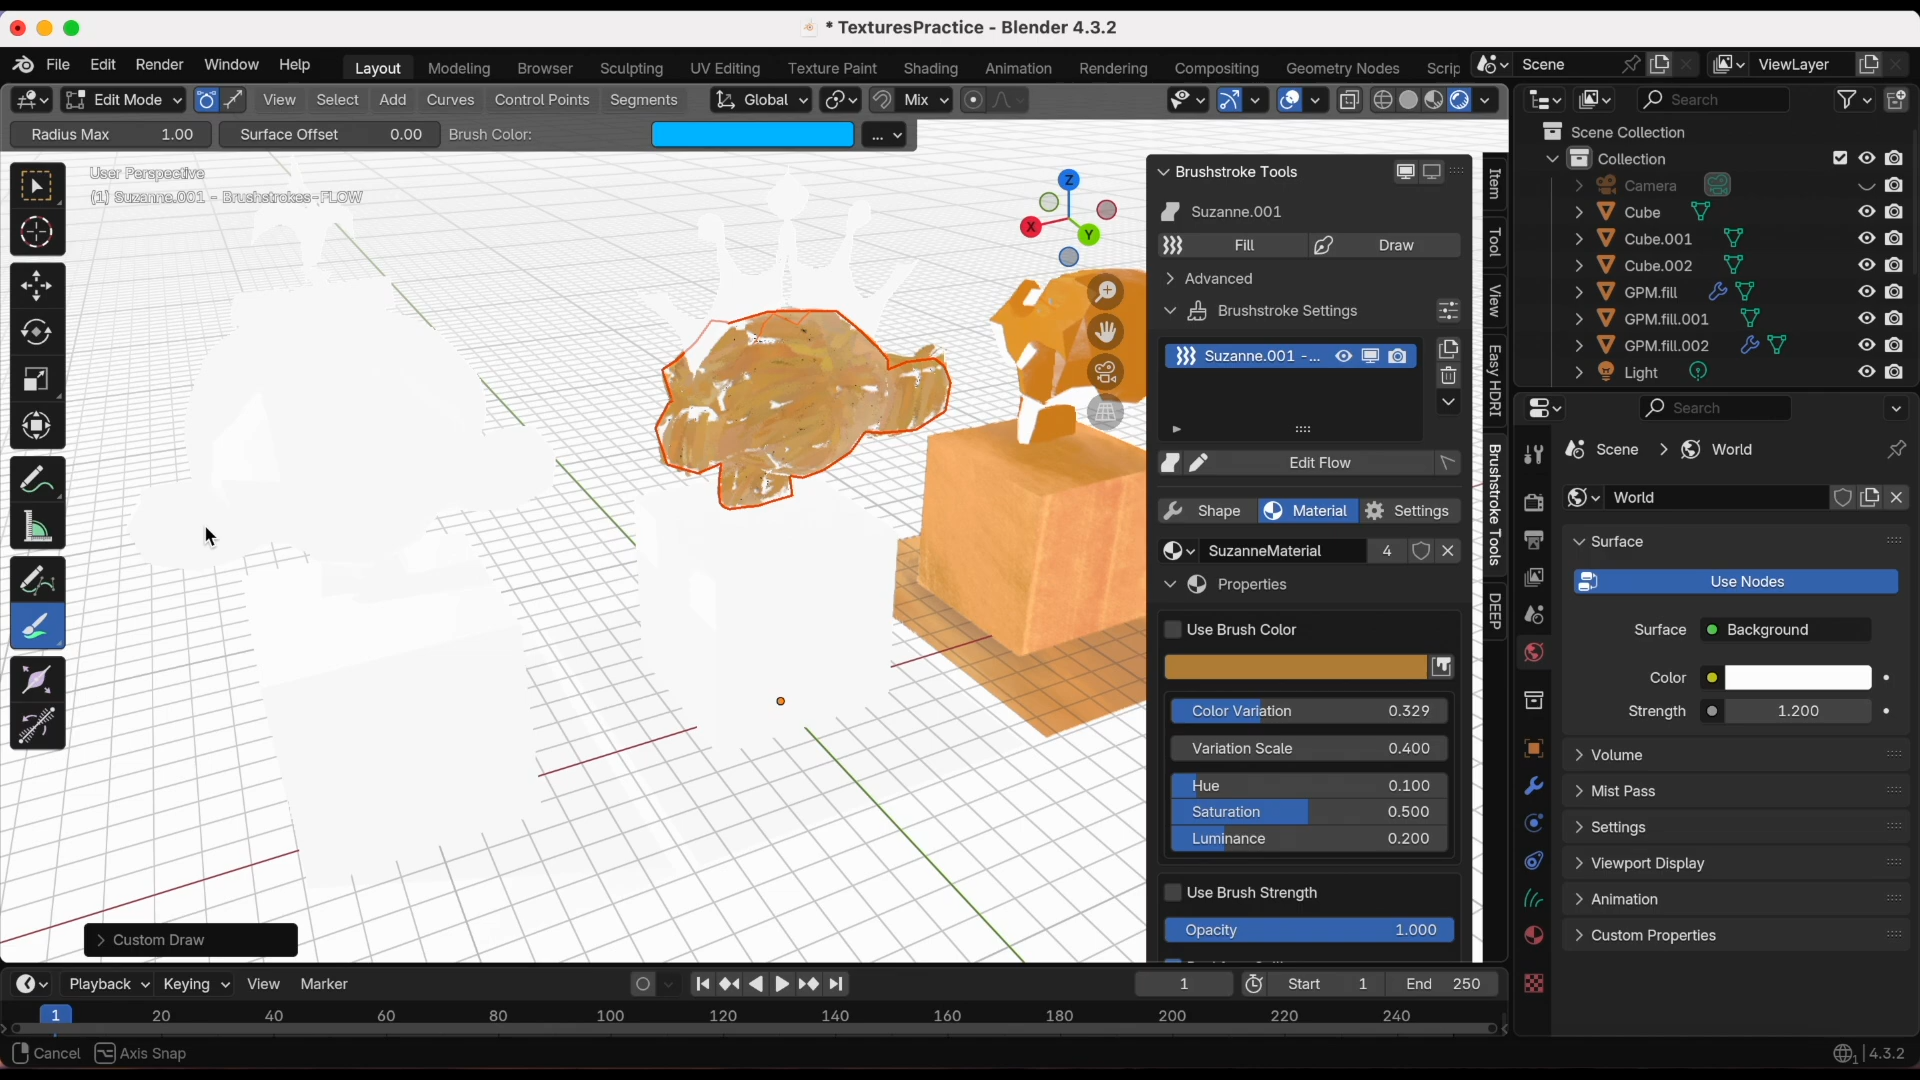 * TexturesPractice - Blender 4.3.2
File Edit Render Window Help Layout Modeling Browser Sculpting UV Editing Texture Paint Shading Animation Rendering Compositing Geometry Nodes Scrip Scene ViewLayer
Edit Mode View Select Add Curves Control Points Segments Global Mix Search
Radius Max 1.00 Surface Offset 0.00 Brush Color: ...
User Perspective
(1) Suzanne.001 - Brushstrokes-FLOW
Z
X
Y
Brushstroke Tools
Suzanne.001
Fill Draw
Advanced
Brushstroke Settings
Suzanne.001 -...
Edit Flow
Shape Material Settings
SuzanneMaterial 4
Properties
Use Brush Color
Color Variation 0.329
Variation Scale 0.400
Hue 0.100
Saturation 0.500
Luminance 0.200
Use Brush Strength
Opacity 1.000
Item
Tool
View
Easy HDRI
Brushstroke Tools
DEEP
Scene Collection
Collection
Camera
Cube
Cube.001
Cube.002
GPM.fill
GPM.fill.001
GPM.fill.002
Light
Search
Scene World
World
Surface
Use Nodes
Surface Background
Color
Strength 1.200
Volume
Mist Pass
Settings
Viewport Display
Animation
Custom Properties
Custom Draw
Playback Keying View Marker 1 Start 1 End 250
1 20 40 60 80 100 120 140 160 180 200 220 240
Cancel Axis Snap 1 4.3.2